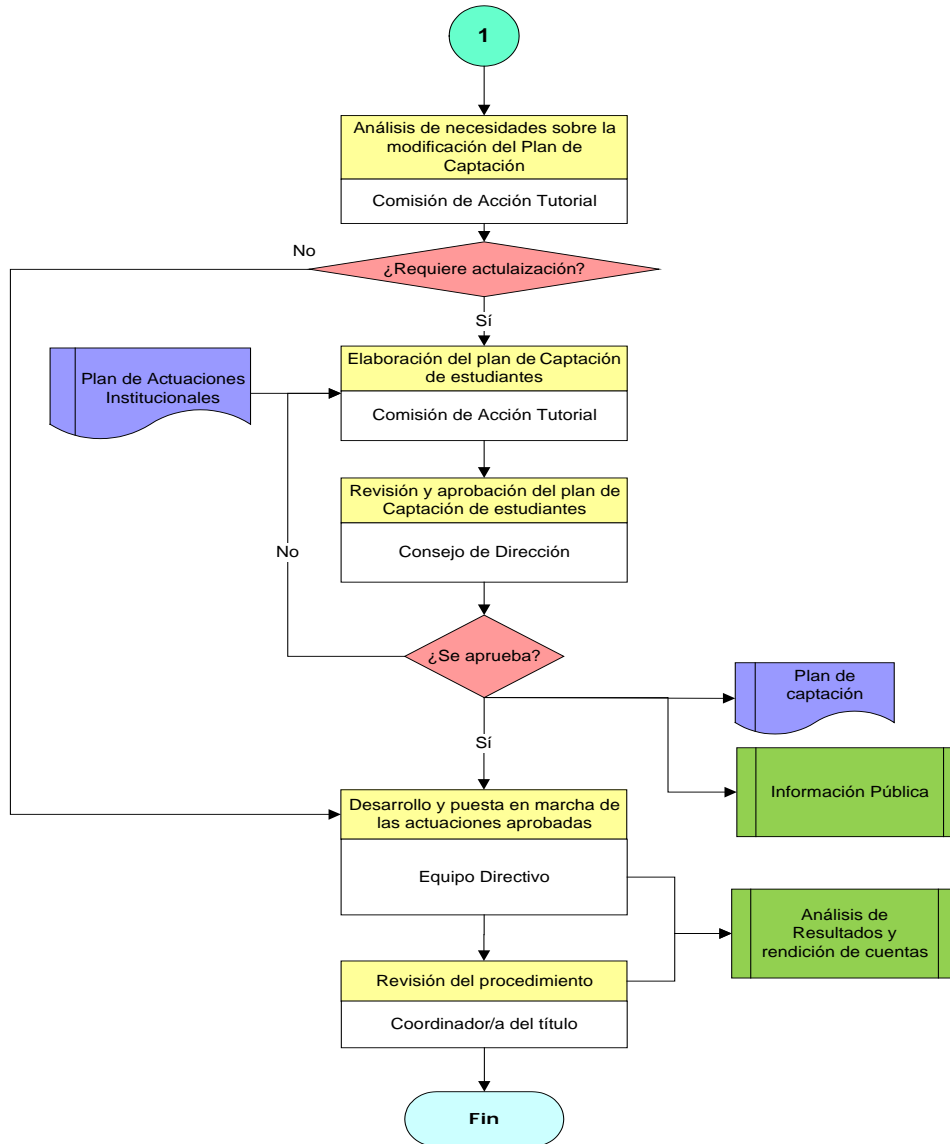 1
Análisis de necesidades sobre la
modificación del Plan de
Captación
Comisión de Acción Tutorial
No
¿Requiere actulaización?
Sí
Plan de Actuaciones
Institucionales
Elaboración del plan de Captación
de estudiantes
Comisión de Acción Tutorial
Revisión y aprobación del plan de
Captación de estudiantes
Consejo de Dirección
No
¿Se aprueba?
Plan de
captación
Sí
Información Pública
Desarrollo y puesta en marcha de
las actuaciones aprobadas
Equipo Directivo
Análisis de
Resultados y
rendición de cuentas
Revisión del procedimiento
Coordinador/a del título
Fin